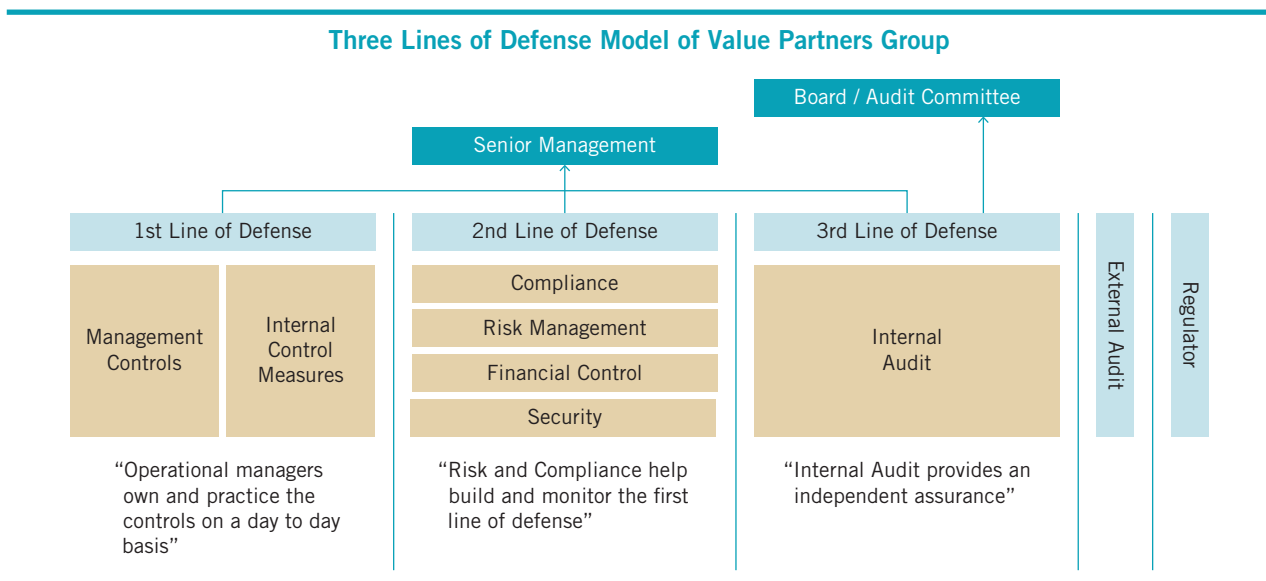 Three Lines of Defense Model of Value Partners Group
Board / Audit Committee
Senior Management
1st Line of Defense
2nd Line of Defense
3rd Line of Defense
Management
Controls
Internal
Control
Measures
Compliance
Risk Management
Financial Control
Security
Internal
Audit
External Audit
Regulator
“Operational managers
own and practice the
controls on a day to day
basis”
“Risk and Compliance help
build and monitor the first
line of defense”
“Internal Audit provides an
independent assurance”